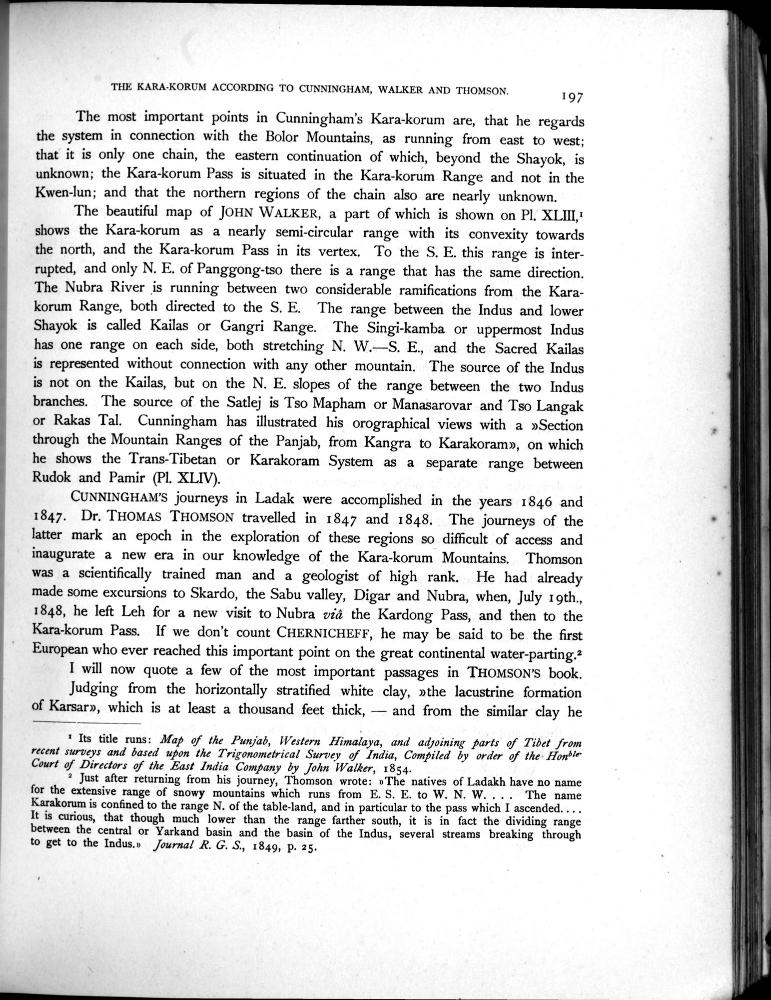 THE KARA-KORUM ACCORDING TO CUNNINGHAM, WALKER AND THOMSON.
197
The most important points in Cunningham's Kara-korum are, that he regards
the system in connection with the Bolor Mountains, as running from east to west;
that it is only one chain, the eastern continuation of which, beyond the Shayok, is
unknown; the Kara-korum Pass is situated in the Kara-korum Range and not in the
Kwen-lun; and that the northern regions of the chain also are nearly unknown.
The beautiful map of JOHN WALKER, a part of which is shown on Pl. XLIII,¹
shows the Kara-korum as a nearly semi-circular range with its convexity towards
the north, and the Kara-korum Pass in its vertex. To the S. E. this range is inter-
rupted, and only N. E. of Panggong-tso there is a range that has the same direction.
The Nubra River is running between two considerable ramifications from the Kara-
korum Range, both directed to the S. E. The range between the Indus and lower
Shayok is called Kailas or Gangri Range. The Singi-kamba or uppermost Indus
has one range on each side, both stretching N. W.—S. E., and the Sacred Kailas
is represented without connection with any other mountain. The source of the Indus
is not on the Kailas, but on the N. E. slopes of the range between the two Indus
branches. The source of the Satlej is Tso Mapham or Manasarovar and Tso Langak
or Rakas Tal. Cunningham has illustrated his orographical views with a »Section
through the Mountain Ranges of the Panjab, from Kangra to Karakoram», on which
he shows the Trans-Tibetan or Karakoram System as a separate range between
Rudok and Pamir (Pl. XLIV).
CUNNINGHAM'S journeys in Ladak were accomplished in the years 1846 and
1847. Dr. THOMAS THOMSON travelled in 1847 and 1848. The journeys of the
latter mark an epoch in the exploration of these regions so difficult of access and
inaugurate a new era in our knowledge of the Kara-korum Mountains. Thomson
was a scientifically trained man and a geologist of high rank. He had already
made some excursions to Skardo, the Sabu valley, Digar and Nubra, when, July 19th.,
1848, he left Leh for a new visit to Nubra viâ the Kardong Pass, and then to the
Kara-korum Pass. If we don't count CHERNICHEFF, he may be said to be the first
European who ever reached this important point on the great continental water-parting.²
I will now quote a few of the most important passages in THOMSON'S book.
Judging from the horizontally stratified white clay, »the lacustrine formation
of Karsar», which is at least a thousand feet thick, — and from the similar clay he
¹ Its title runs: Map of the Punjab, Western Himalaya, and adjoining parts of Tibet from
recent surveys and based upon the Trigonometrical Survey of India, Compiled by order of the Honble
Court of Directors of the East India Company by John Walker, 1854.
² Just after returning from his journey, Thomson wrote: »The natives of Ladakh have no name
for the extensive range of snowy mountains which runs from E. S. E. to W. N. W. . . . The name
Karakorum is confined to the range N. of the table-land, and in particular to the pass which I ascended. . . .
It is curious, that though much lower than the range farther south, it is in fact the dividing range
between the central or Yarkand basin and the basin of the Indus, several streams breaking through
to get to the Indus.» Journal R. G. S., 1849, p. 25.